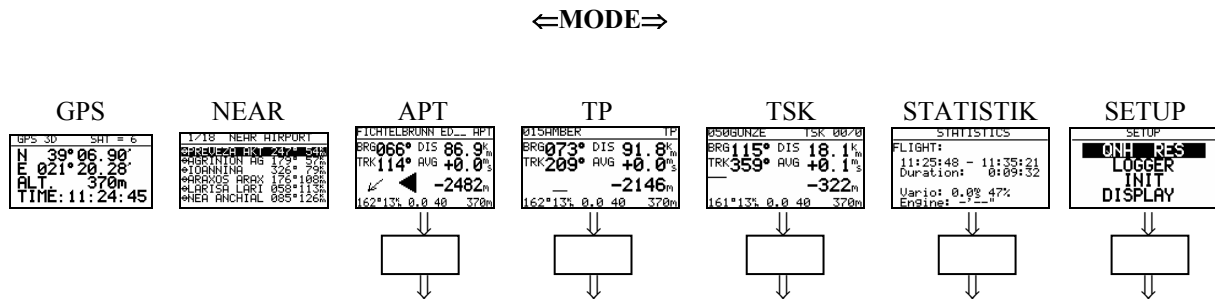 ⇐MODE⇒
GPS NEAR APT TP TSK STATISTIK SETUP
GPS 3D SAT = 6
N 39°06.90'
E 021°20.28'
ALT 370m
TIME:11:24:45
1/18 NEAR AIRPORT
PREVEZA AKT 247° 54k
AGRINION AG 179° 57k
IOANNINA 326° 79k
ARAXOS ARAX 176°108k
LARISA LARI 058°113k
NEA ANCHIAL 085°126k
FICHTELBRUNN ED__ APT
BRG066° DIS 86.9km
TRK114° AVG +0.0ms
-2482m
162°13k 0.0 40 370m
015AMBER TP
BRG073° DIS 91.8km
TRK209° AVG +0.0ms
-2146m
162°13k 0.0 40 370m
050GUNZE TSK 00/0
BRG115° DIS 18.1km
TRK359° AVG +0.1ms
-322m
161°13k 0.0 40 370m
STATISTICS
FLIGHT:
11:25:48 - 11:35:21
Duration: 0:09:32
Vario: 0.0ms 47%
Engine: -'--"
SETUP
QNH RES
LOGGER
INIT
DISPLAY